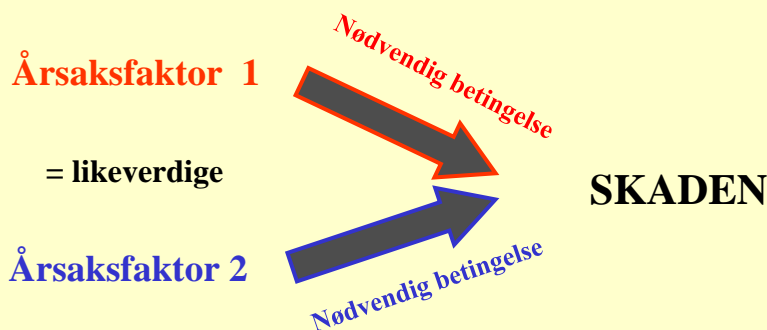 Nødvendig betingelse
Årsaksfaktor 1
= likeverdige
SKADEN
Årsaksfaktor 2
Nødvendig betingelse